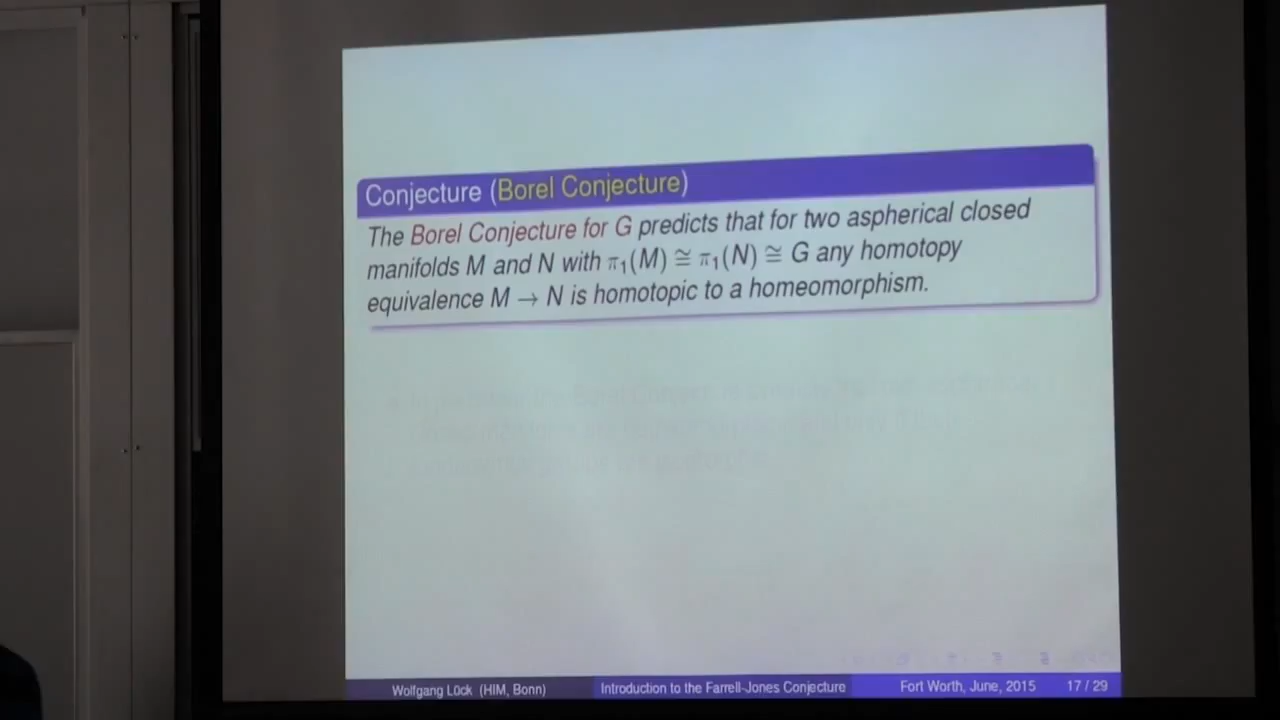 Conjecture (Borel Conjecture)
The Borel Conjecture for G predicts that for two aspherical closed
manifolds M and N with π₁(M) ≅ π₁(N) ≅ G any homotopy
equivalence M → N is homotopic to a homeomorphism.
Wolfgang Lück (HIM, Bonn) Introduction to the Farrell-Jones Conjecture Fort Worth, June, 2015 17 / 29